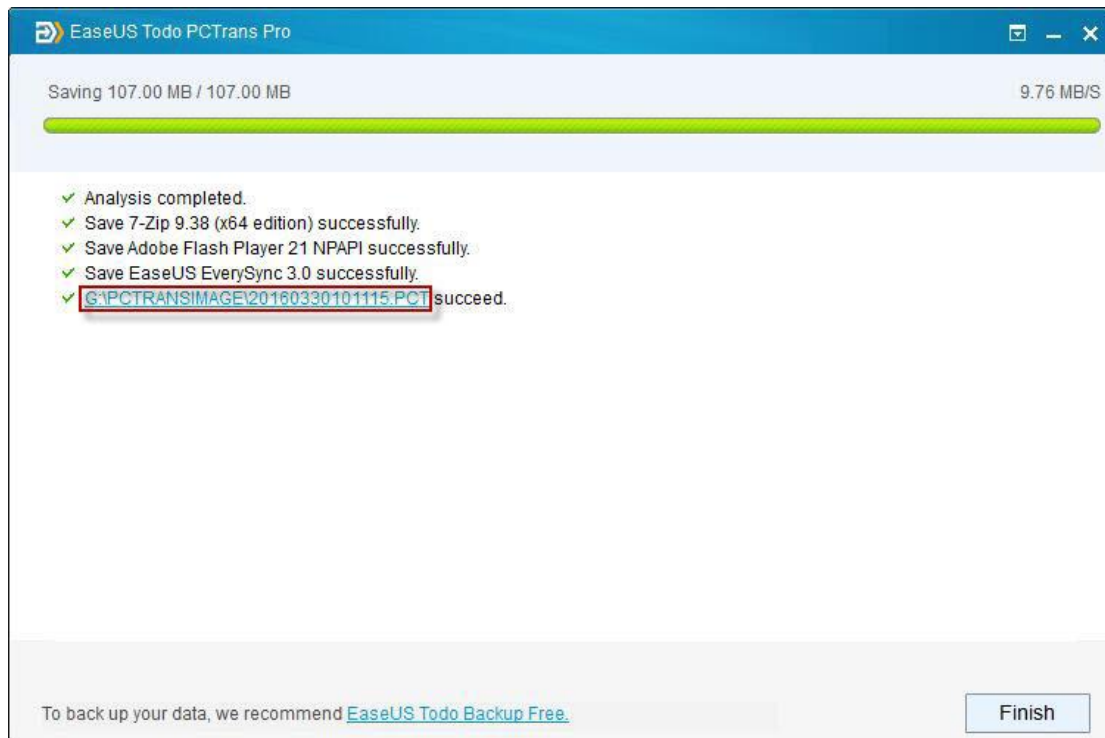 EaseUS Todo PCTrans Pro
Saving 107.00 MB / 107.00 MB 9.76 MB/S
Analysis completed.
Save 7-Zip 9.38 (x64 edition) successfully.
Save Adobe Flash Player 21 NPAPI successfully.
Save EaseUS EverySync 3.0 successfully.
G:\PCTRANSIMAGE\20160330101115.PCT succeed.
To back up your data, we recommend EaseUS Todo Backup Free. Finish